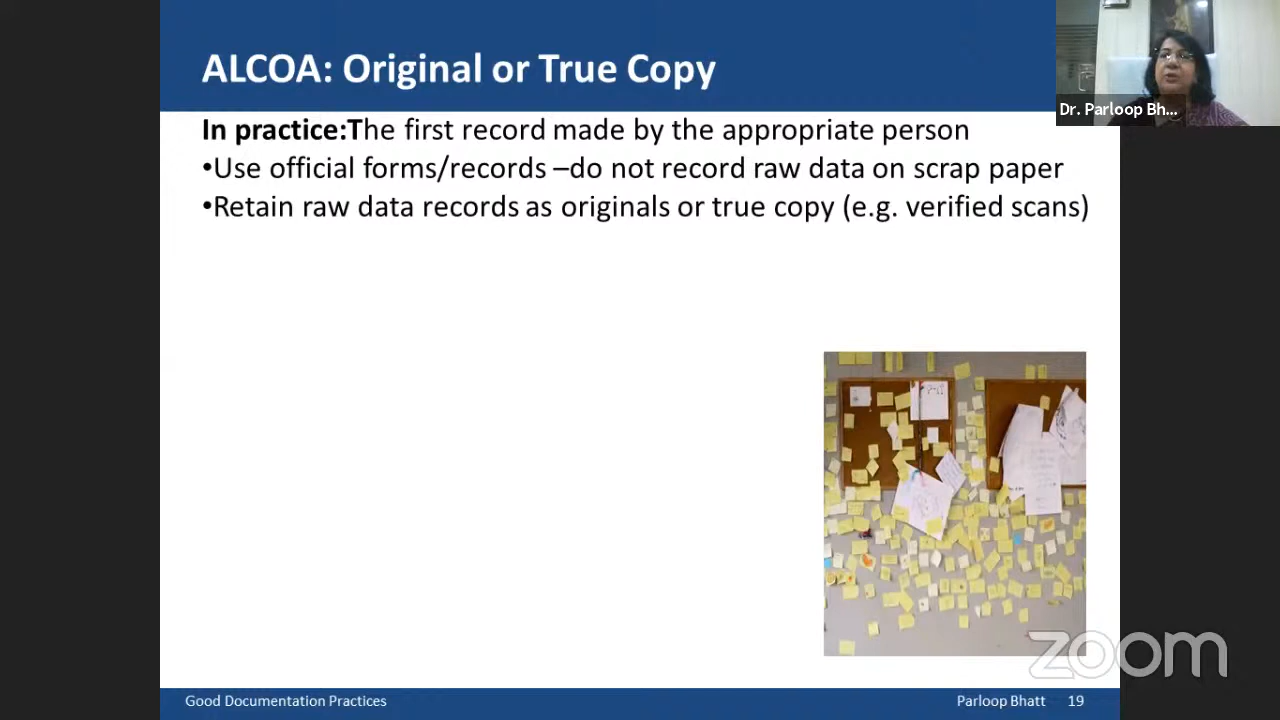 ALCOA: Original or True Copy
Dr. Parloop Bh...
In practice:The first record made by the appropriate person
•Use official forms/records –do not record raw data on scrap paper
•Retain raw data records as originals or true copy (e.g. verified scans)
zoom
Good Documentation Practices
Parloop Bhatt 19